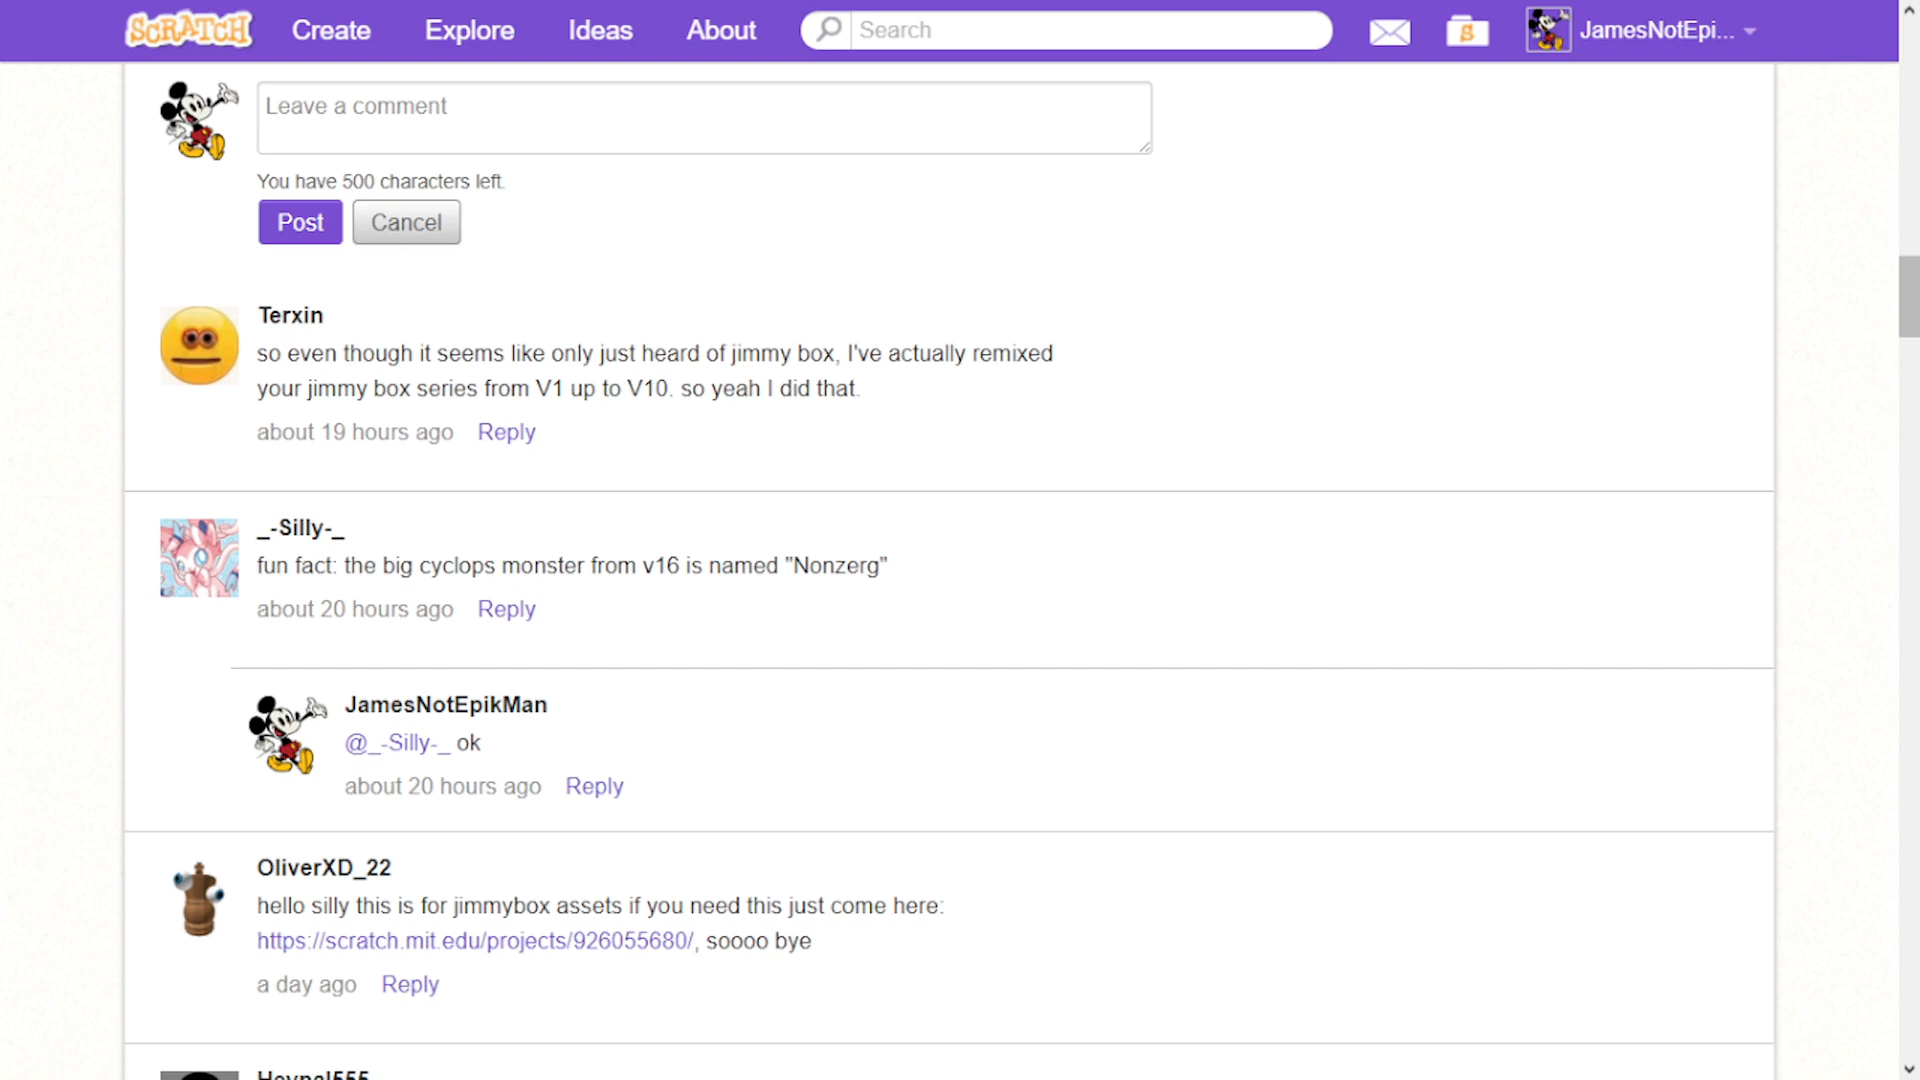 SCRATCH Create Explore Ideas About Search S JamesNotEpi...
Leave a comment
You have 500 characters left.
Post Cancel
Terxin
so even though it seems like only just heard of jimmy box, I've actually remixed
your jimmy box series from V1 up to V10. so yeah I did that.
about 19 hours ago Reply
_-Silly-_
fun fact: the big cyclops monster from v16 is named "Nonzerg"
about 20 hours ago Reply
JamesNotEpikMan
@_-Silly-_ ok
about 20 hours ago Reply
OliverXD_22
hello silly this is for jimmybox assets if you need this just come here:
https://scratch.mit.edu/projects/926055680/, soooo bye
a day ago Reply